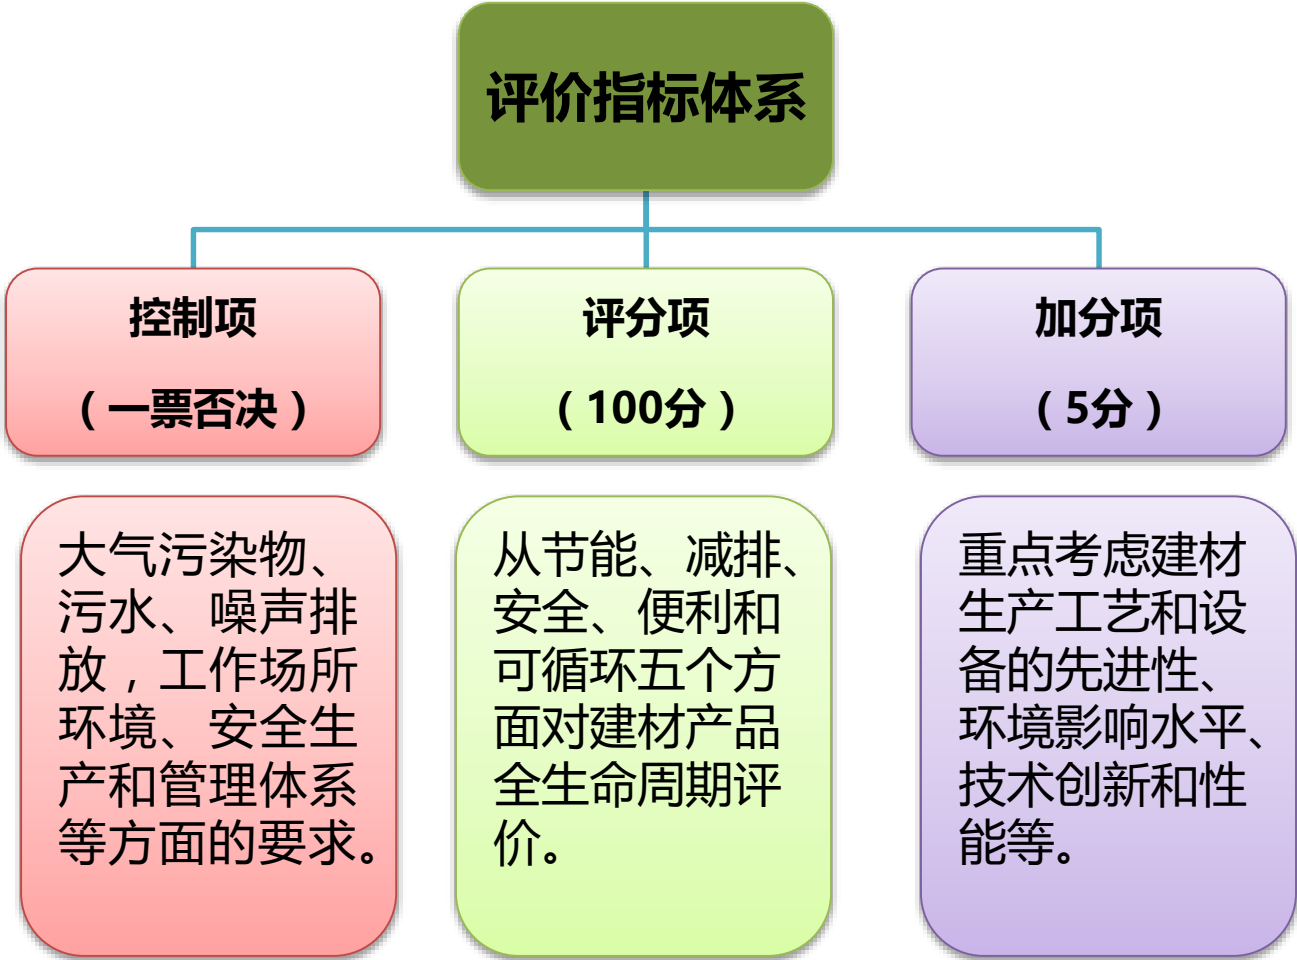 评价指标体系
控制项
（一票否决）
评分项
（100分）
加分项
（5分）
大气污染物、
污水、噪声排
放，工作场所
环境、安全生
产和管理体系
等方面的要求。
从节能、减排、
安全、便利和
可循环五个方
面对建材产品
全生命周期评
价。
重点考虑建材
生产工艺和设
备的先进性、
环境影响水平、
技术创新和性
能等。